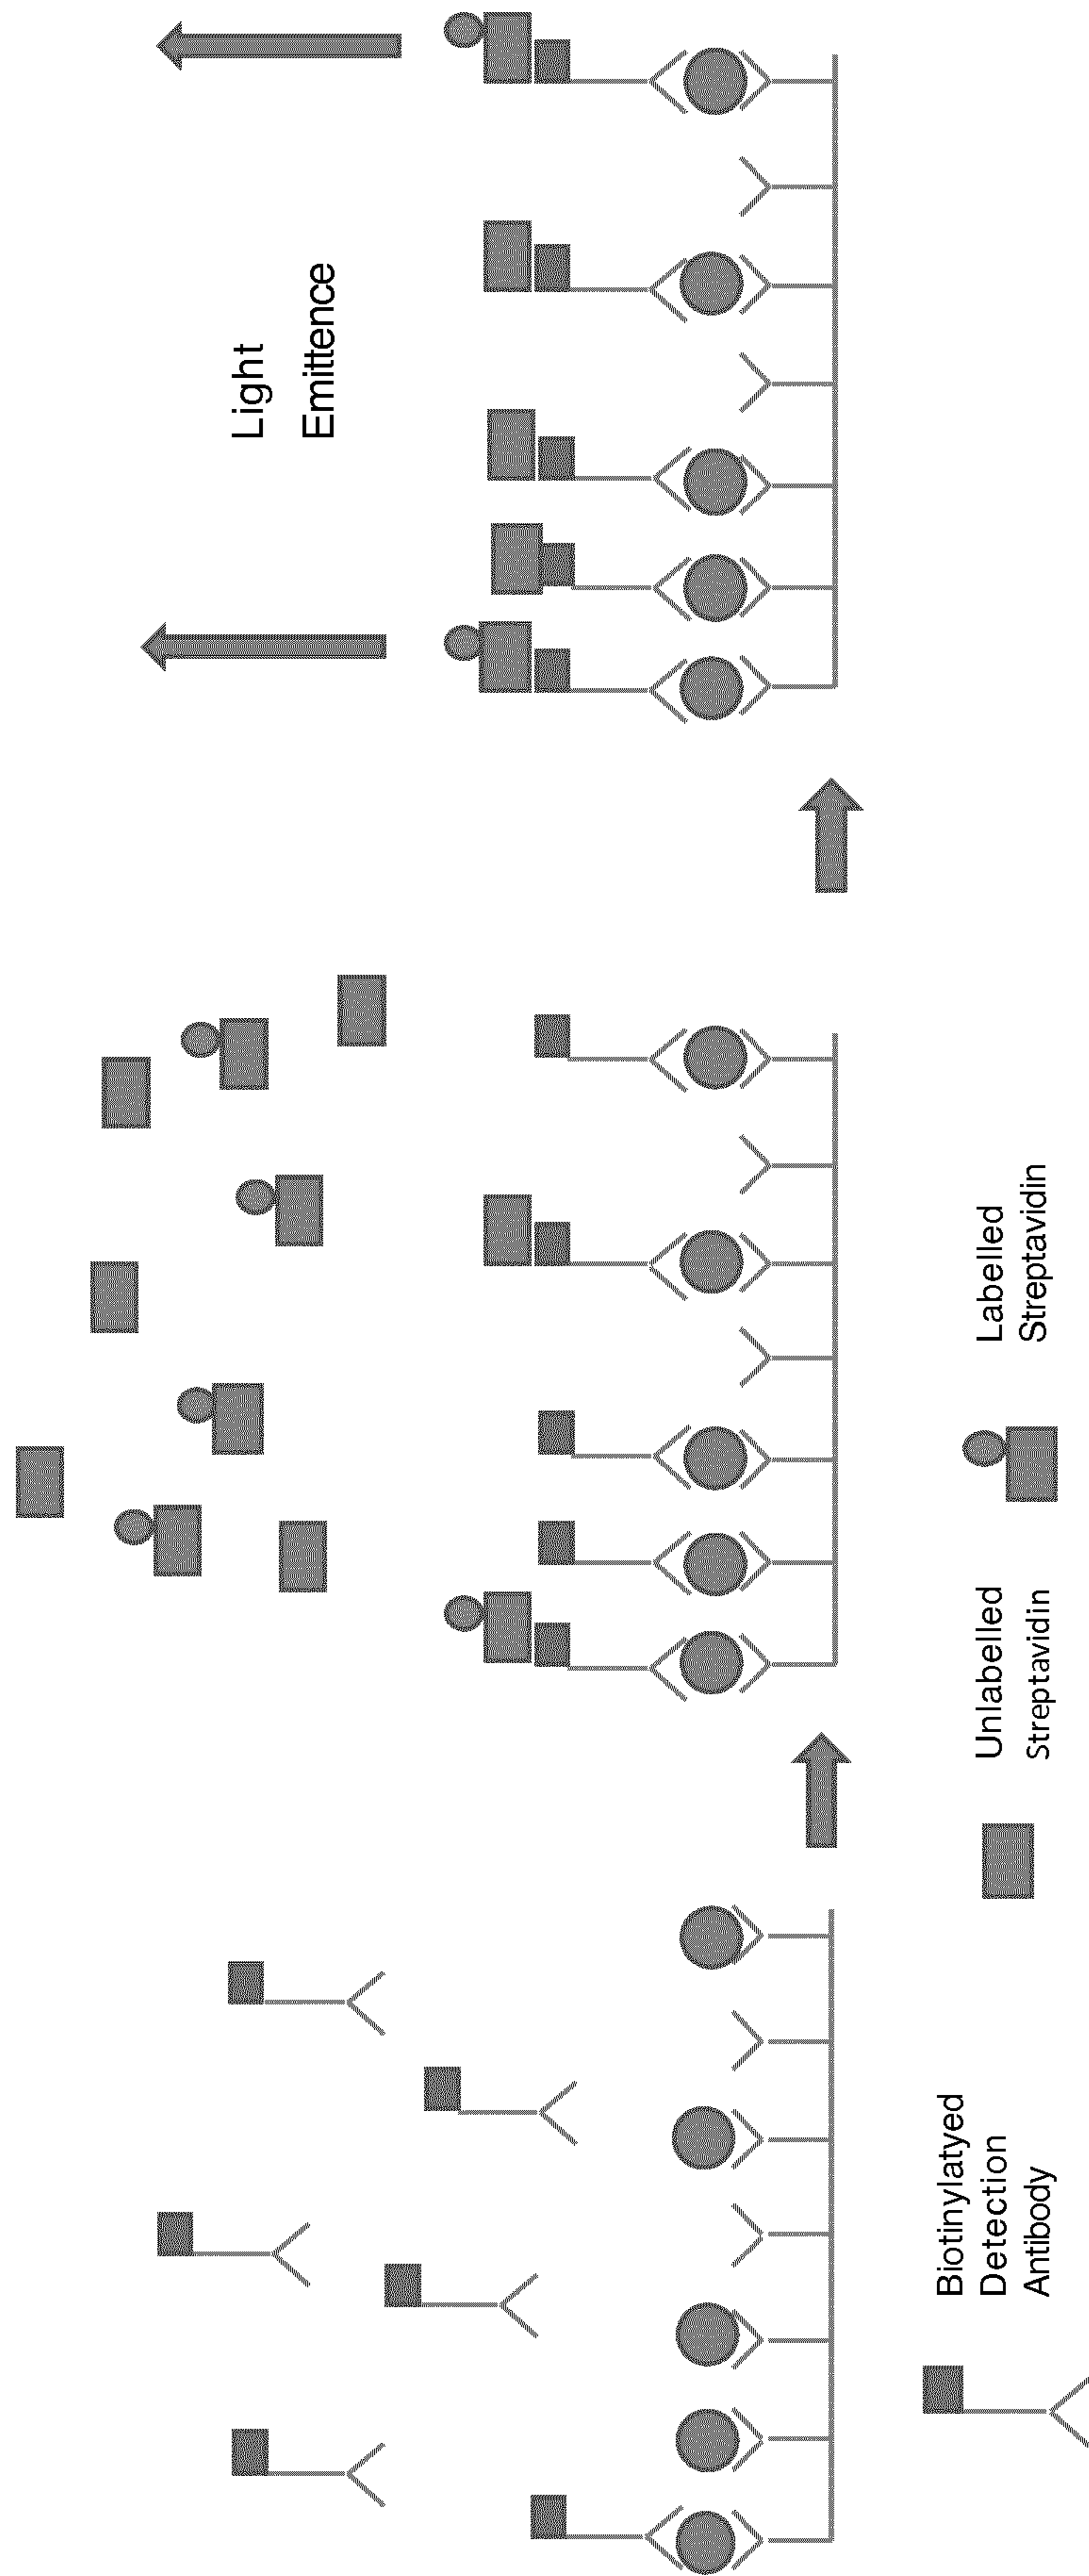 Light
Emittence
Biotinylatyed
Detection
Antibody
Unlabelled
Streptavidin
Labelled
Streptavidin